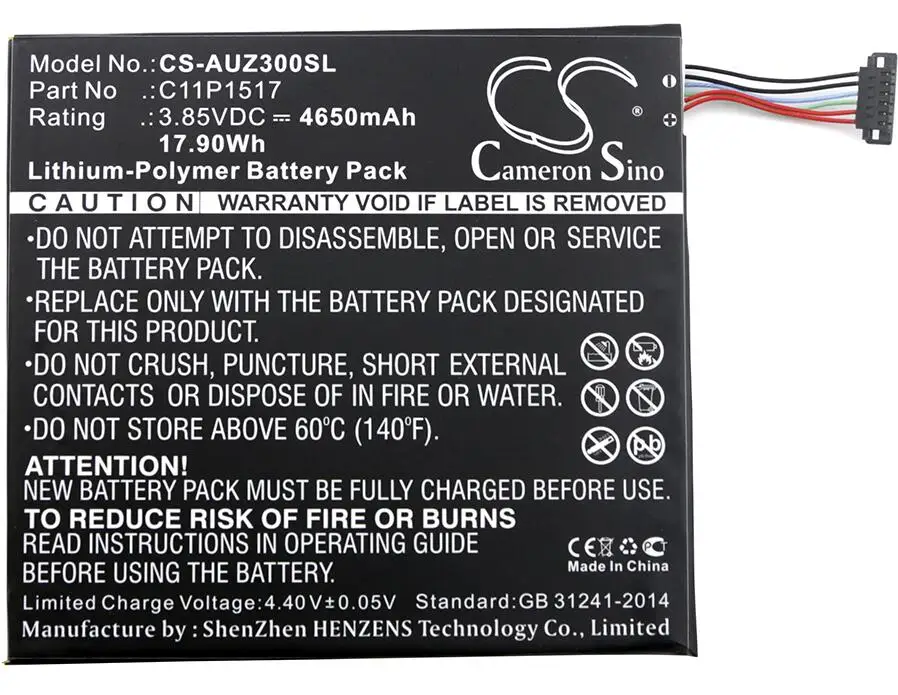 Model No.:CS-AUZ300SL
Part No .:C11P1517
Rating .:3.85VDC⎓4650mAh
17.90Wh
Lithium-Polymer Battery Pack
CS
®
Cameron Sino
CAUTION WARRANTY VOID IF LABEL IS REMOVED
•DO NOT ATTEMPT TO DISASSEMBLE, OPEN OR SERVICE
THE BATTERY PACK.
•REPLACE ONLY WITH THE BATTERY PACK DESIGNATED
FOR THIS PRODUCT.
•DO NOT CRUSH, PUNCTURE, SHORT EXTERNAL
CONTACTS OR DISPOSE OF IN FIRE OR WATER.
•DO NOT STORE ABOVE 60°C (140°F).
Pb
ATTENTION!
NEW BATTERY PACK MUST BE FULLY CHARGED BEFORE USE.
TO REDUCE RISK OF FIRE OR BURNS
READ INSTRUCTIONS IN OPERATING GUIDE
BEFORE USING THE BATTERY.
CE
Made In China
Limited Charge Voltage:4.40V±0.05V Standard:GB 31241-2014
Manufacture by : ShenZhen HENZENS Technology Co., Limited